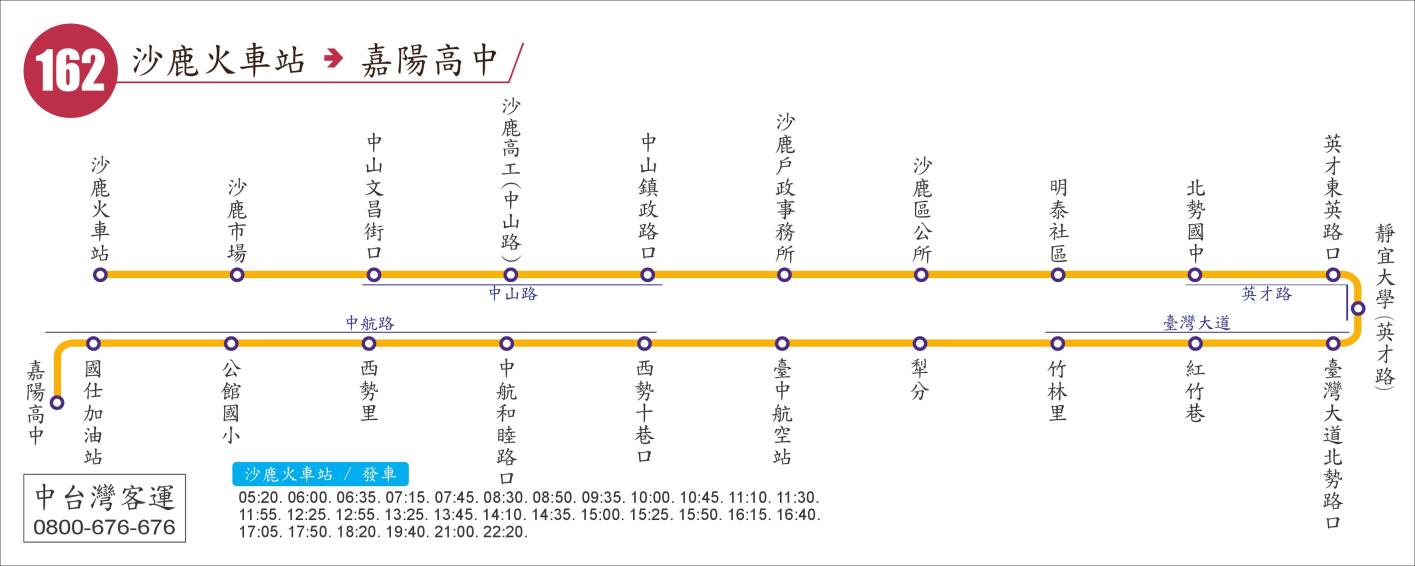 162
沙鹿火車站 ➔ 嘉陽高中
沙鹿火車站
沙鹿市場
中山文昌街口
沙鹿高工(中山路)
中山鎮政路口
沙鹿戶政事務所
沙鹿區公所
明泰社區
北勢國中
英才東英路口
靜宜大學(英才路)
中山路
英才路
中航路
臺灣大道
嘉陽高中
國仕加油站
公館國小
西勢里
中航和睦路口
西勢十巷口
臺中航空站
犁分
竹林里
紅竹巷
臺灣大道北勢路口
沙鹿火車站 / 發車
05:20. 06:00. 06:35. 07:15. 07:45. 08:30. 08:50. 09:35. 10:00. 10:45. 11:10. 11:30.
11:55. 12:25. 12:55. 13:25. 13:45. 14:10. 14:35. 15:00. 15:25. 15:50. 16:15. 16:40.
17:05. 17:50. 18:20. 19:40. 21:00. 22:20.
中台灣客運
0800-676-676